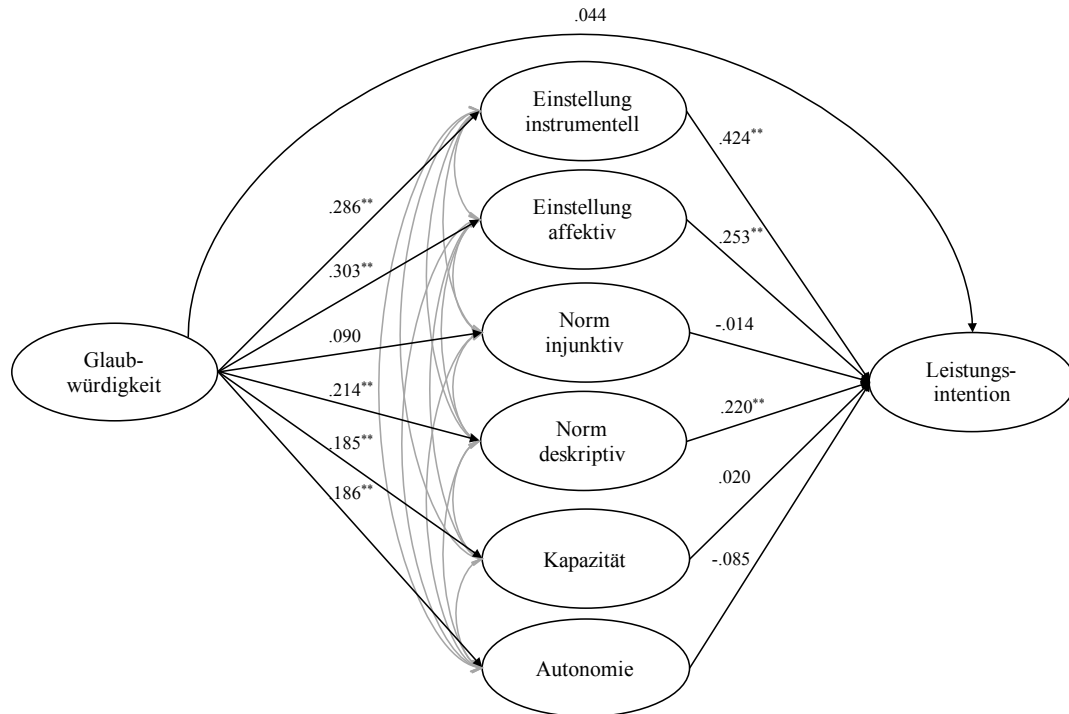 .044
Einstellung
instrumentell
.424**
.286**
Einstellung
affektiv
.253**
.303**
Norm
injunktiv
-.014
.090
Glaub-
würdigkeit
Leistungs-
intention
.214**
Norm
deskriptiv
.220**
.185**
.020
.186**
Kapazität
-.085
Autonomie